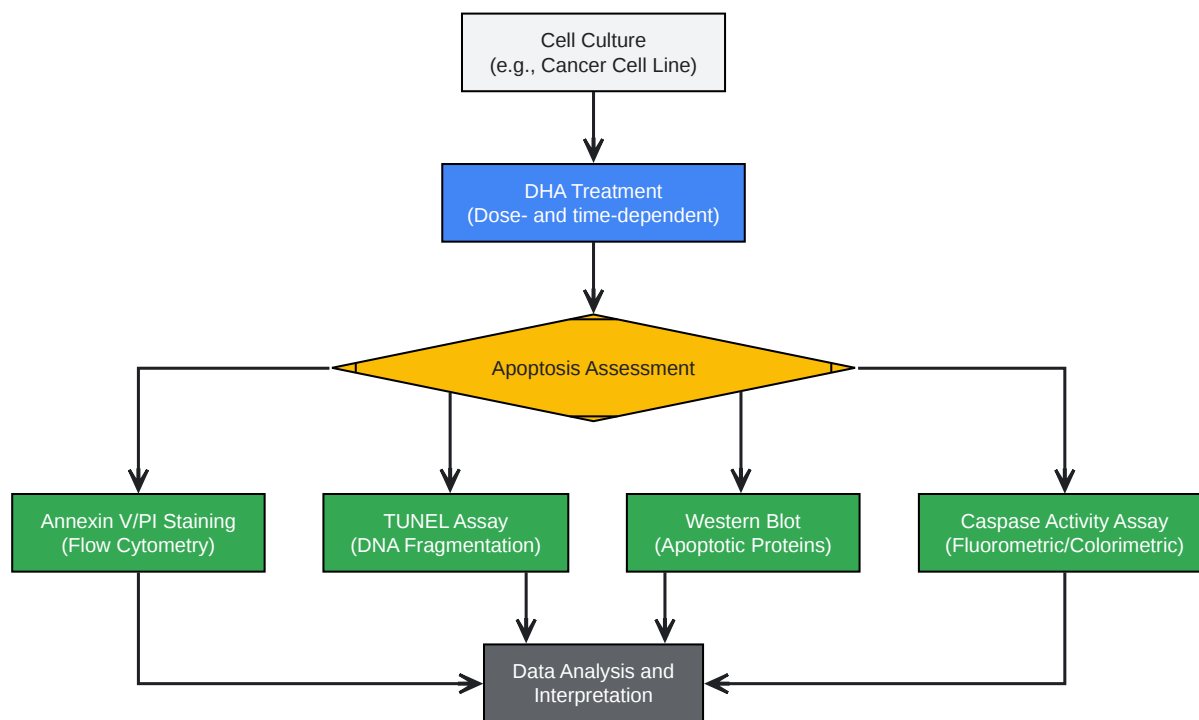 Cell Culture
(e.g., Cancer Cell Line)
DHA Treatment
(Dose- and time-dependent)
Apoptosis Assessment
Annexin V/PI Staining
(Flow Cytometry)
TUNEL Assay
(DNA Fragmentation)
Western Blot
(Apoptotic Proteins)
Caspase Activity Assay
(Fluorometric/Colorimetric)
Data Analysis and
Interpretation